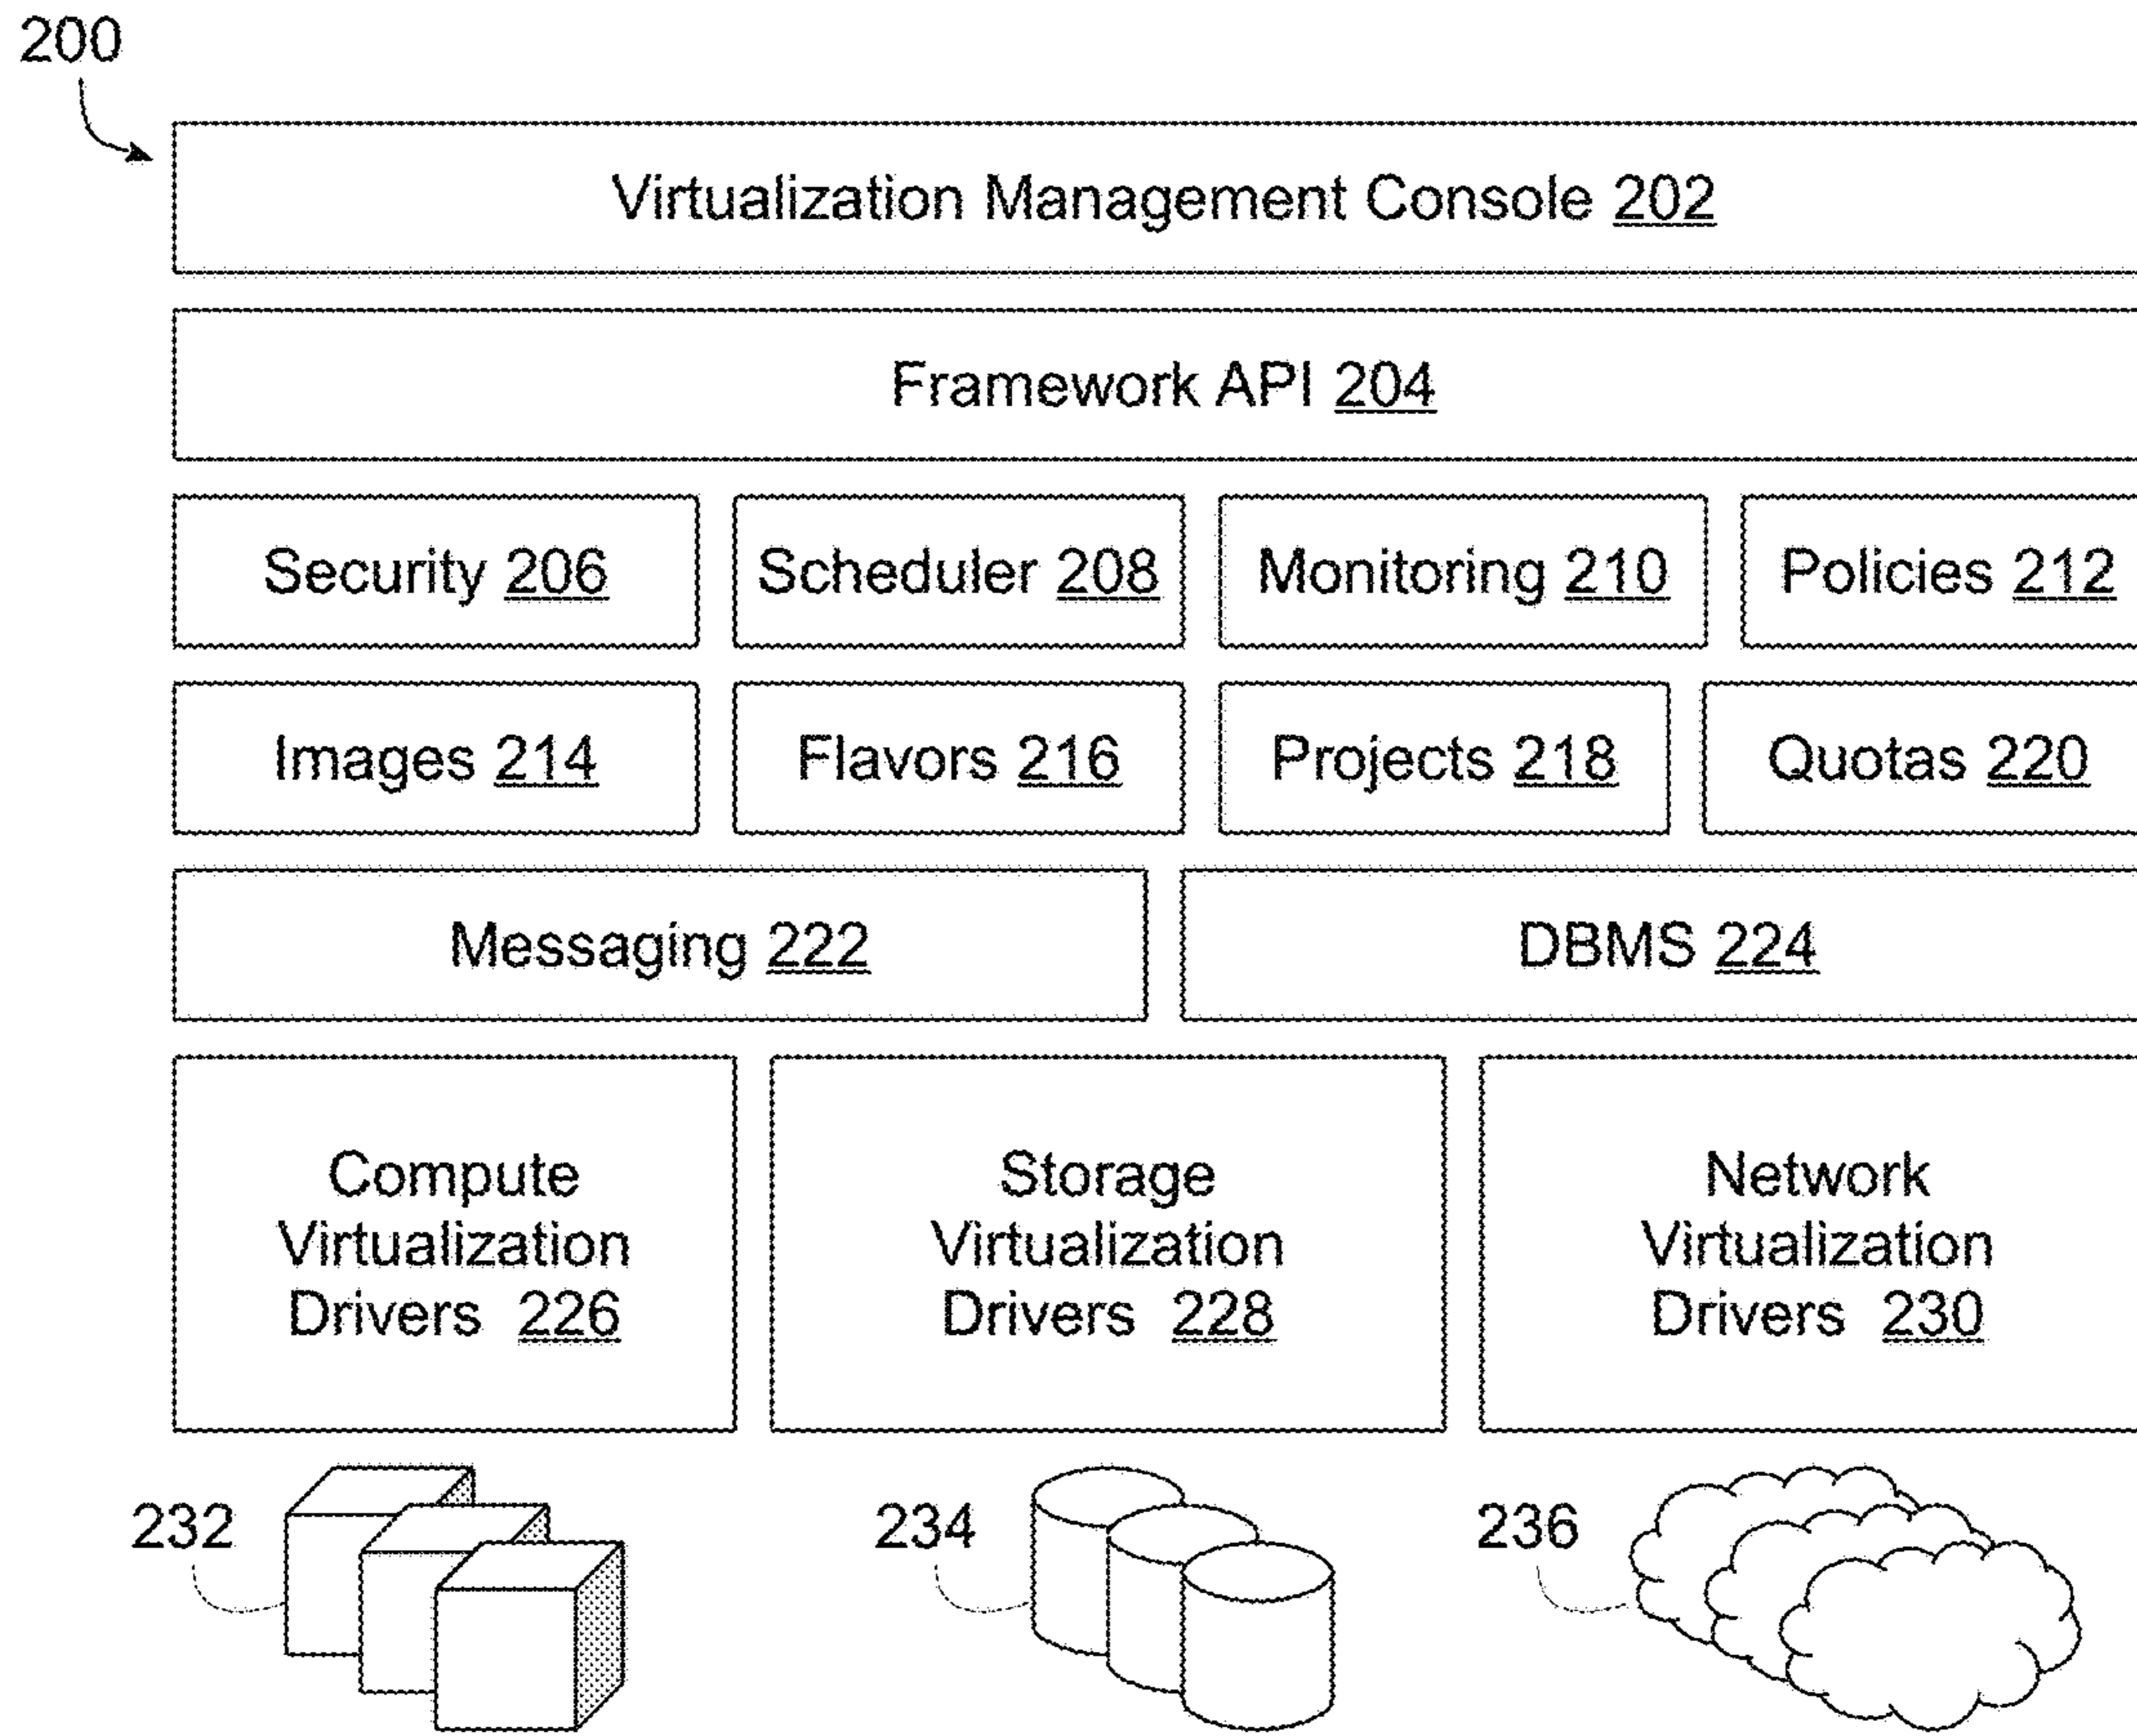 200
Virtualization Management Console 202
Framework API 204
Security 206
Scheduler 208
Monitoring 210
Policies 212
Images 214
Flavors 216
Projects 218
Quotas 220
Messaging 222
DBMS 224
Compute
Virtualization
Drivers 226
Storage
Virtualization
Drivers 228
Network
Virtualization
Drivers 230
232
234
236